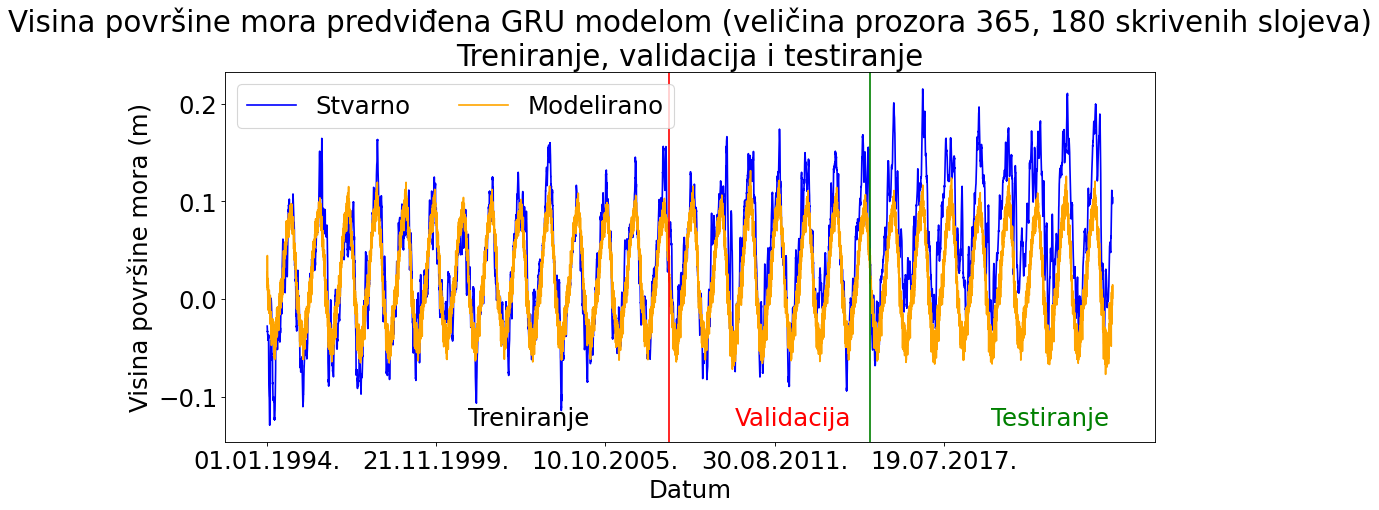 Visina površine mora predviđena GRU modelom (veličina prozora 365, 180 skrivenih slojeva)
Treniranje, validacija i testiranje
Stvarno
Modelirano
Visina površine mora (m)
0.2
0.1
0.0
−0.1
Treniranje
Validacija
Testiranje
01.01.1994.
21.11.1999.
10.10.2005.
30.08.2011.
19.07.2017.
Datum